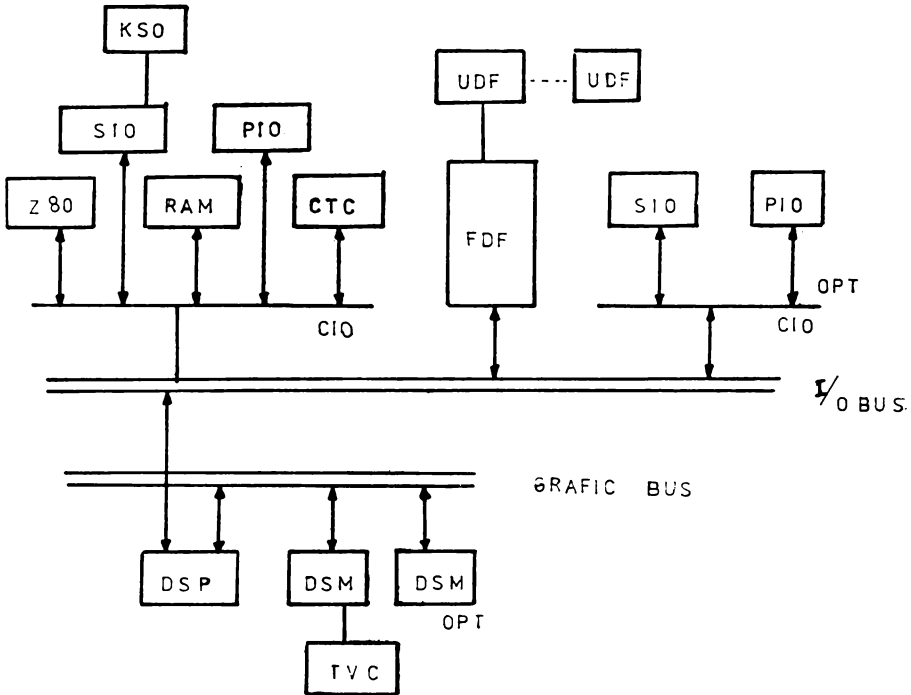 KSO
UDF
UDF
SIO
PIO
Z80
RAM
CTC
FDF
SIO
PIO
OPT
CIO
CIO
I/O BUS
GRAFIC BUS
DSP
DSM
DSM
OPT
TVC